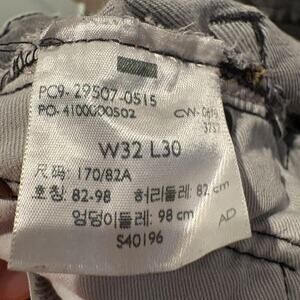 PC9- 29507-0515
PO- 4100000502
CW-
W32 L30
尺码: 170/82A
호칭: 82-98 허리둘레: 82 cm
엉덩이둘레: 98 cm
AD
S40196